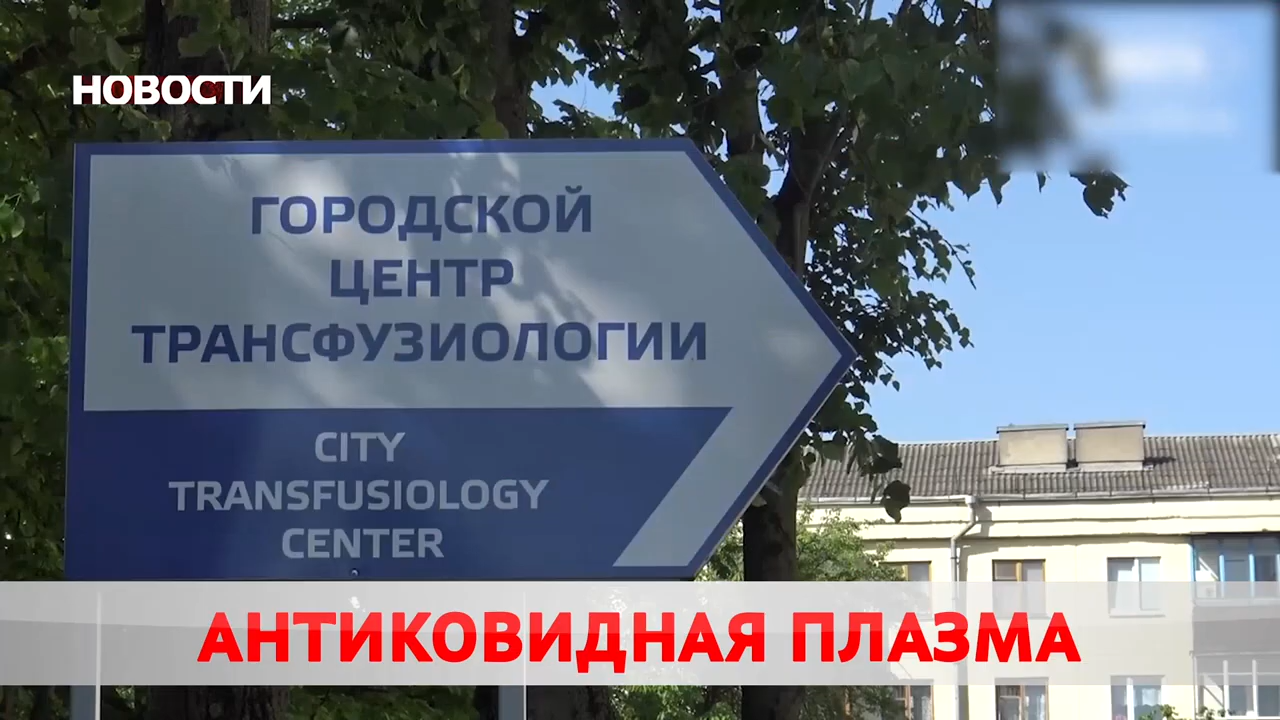 НОВОСТИ
ГОРОДСКОЙ
ЦЕНТР
ТРАНСФУЗИОЛОГИИ
CITY
TRANSFUSIOLOGY
CENTER
АНТИКОВИДНАЯ ПЛАЗМА